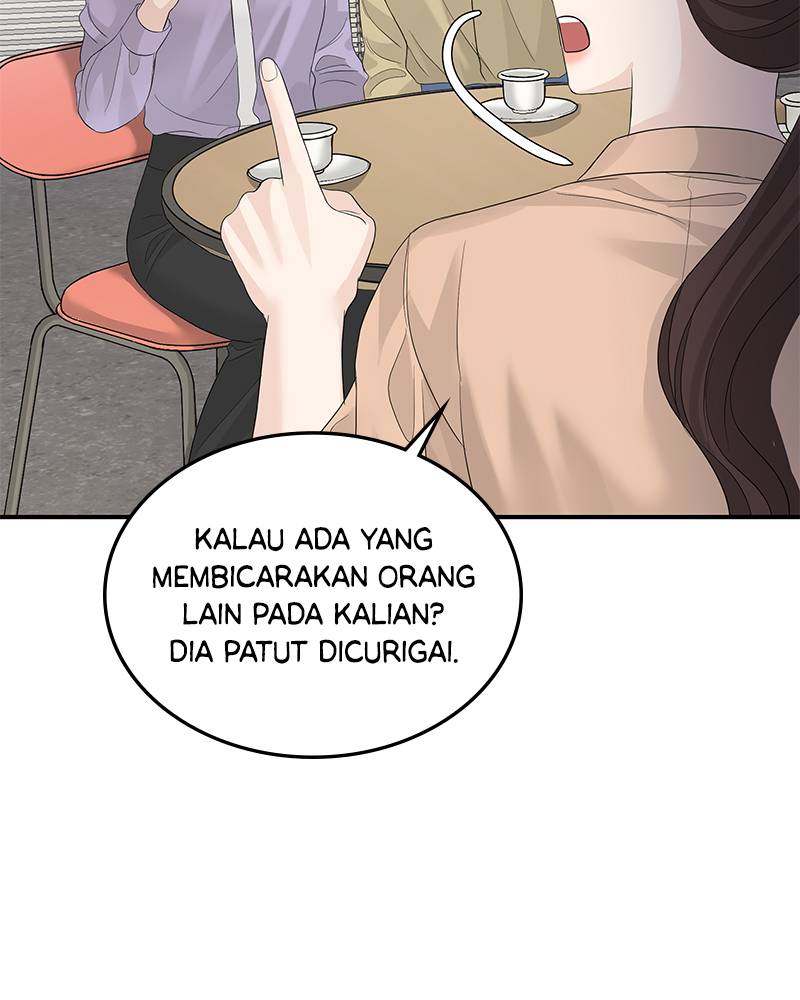 KALAU ADA YANG
MEMBICARAKAN ORANG
LAIN PADA KALIAN?
DIA PATUT DICURIGAI.